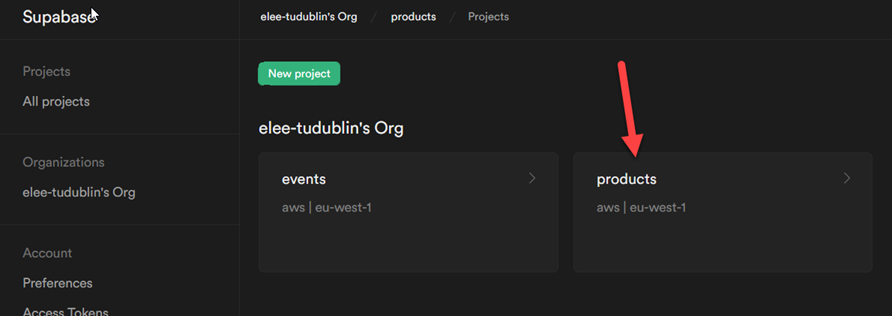 Supabase
elee-tudublin's Org / products / Projects
Projects
All projects
Organizations
elee-tudublin's Org
Account
Preferences
Access Tokens
New project
elee-tudublin's Org
events
aws | eu-west-1
products
aws | eu-west-1